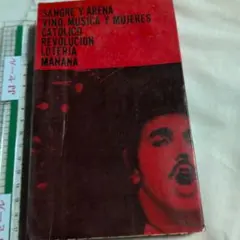 SANGRE Y ARENA
VINO, MUSICA Y MUJERES
CATOLICO
REVOLUCION
LOTERIA
MAÑANA